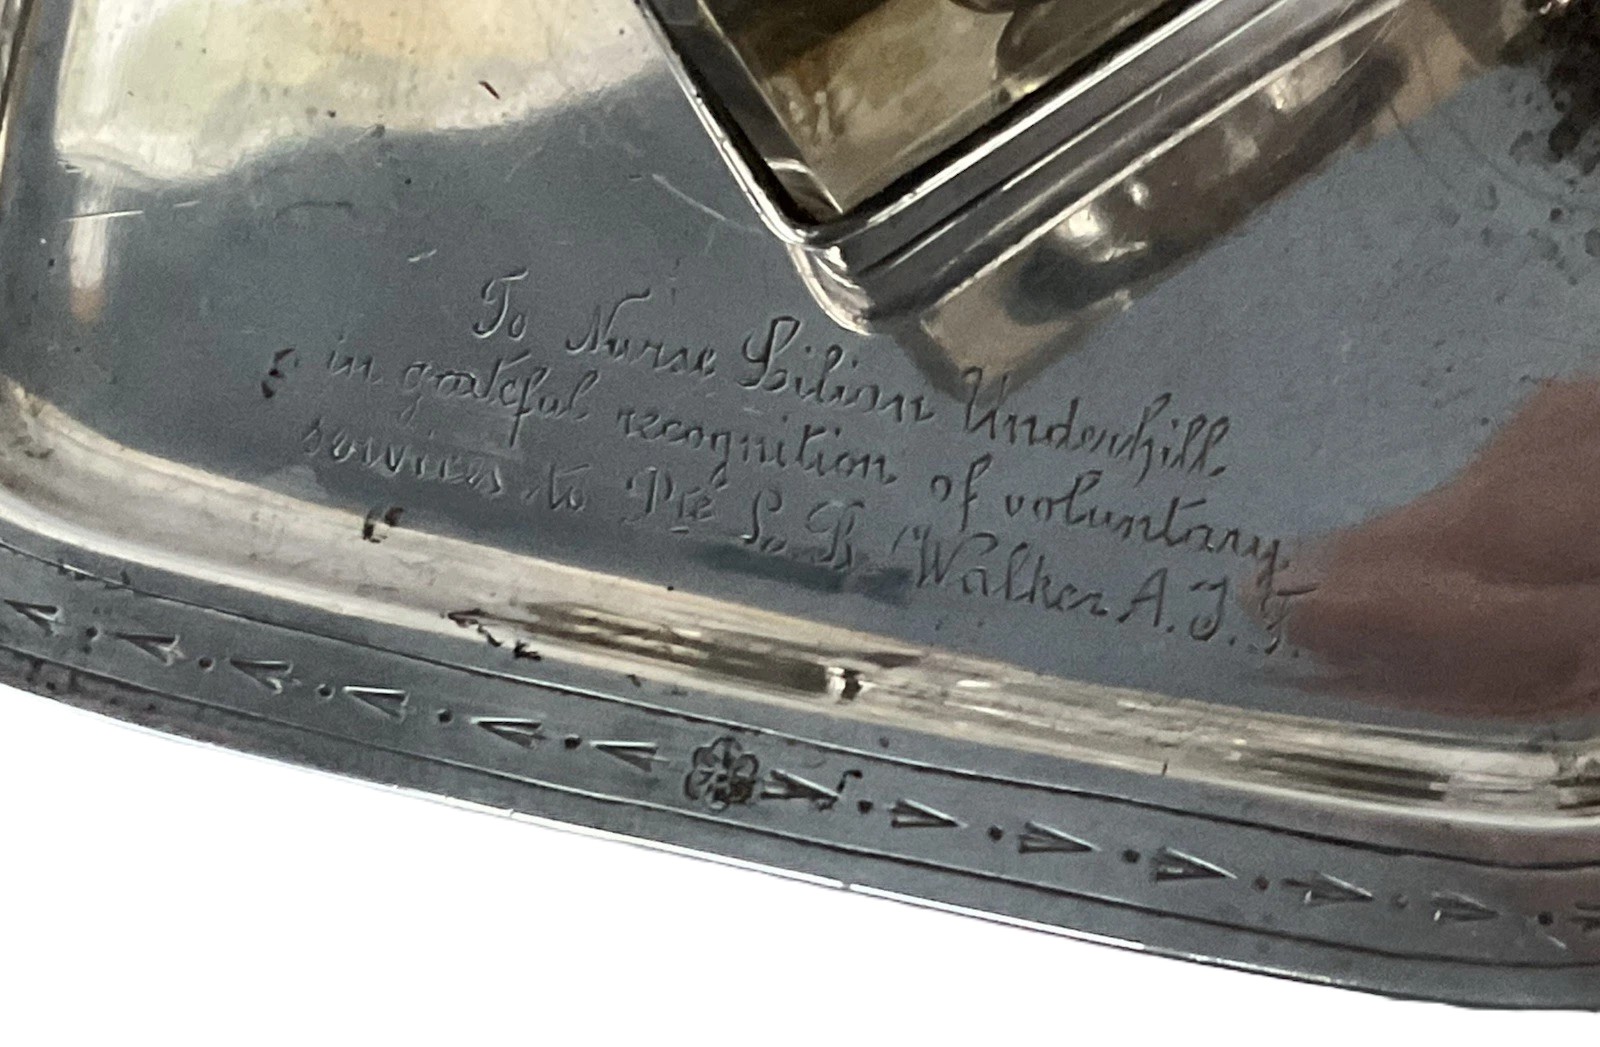 To Nurse Lilian Underhill,
in grateful recognition of voluntary
services to Pte L. B. Walker A.I.F.